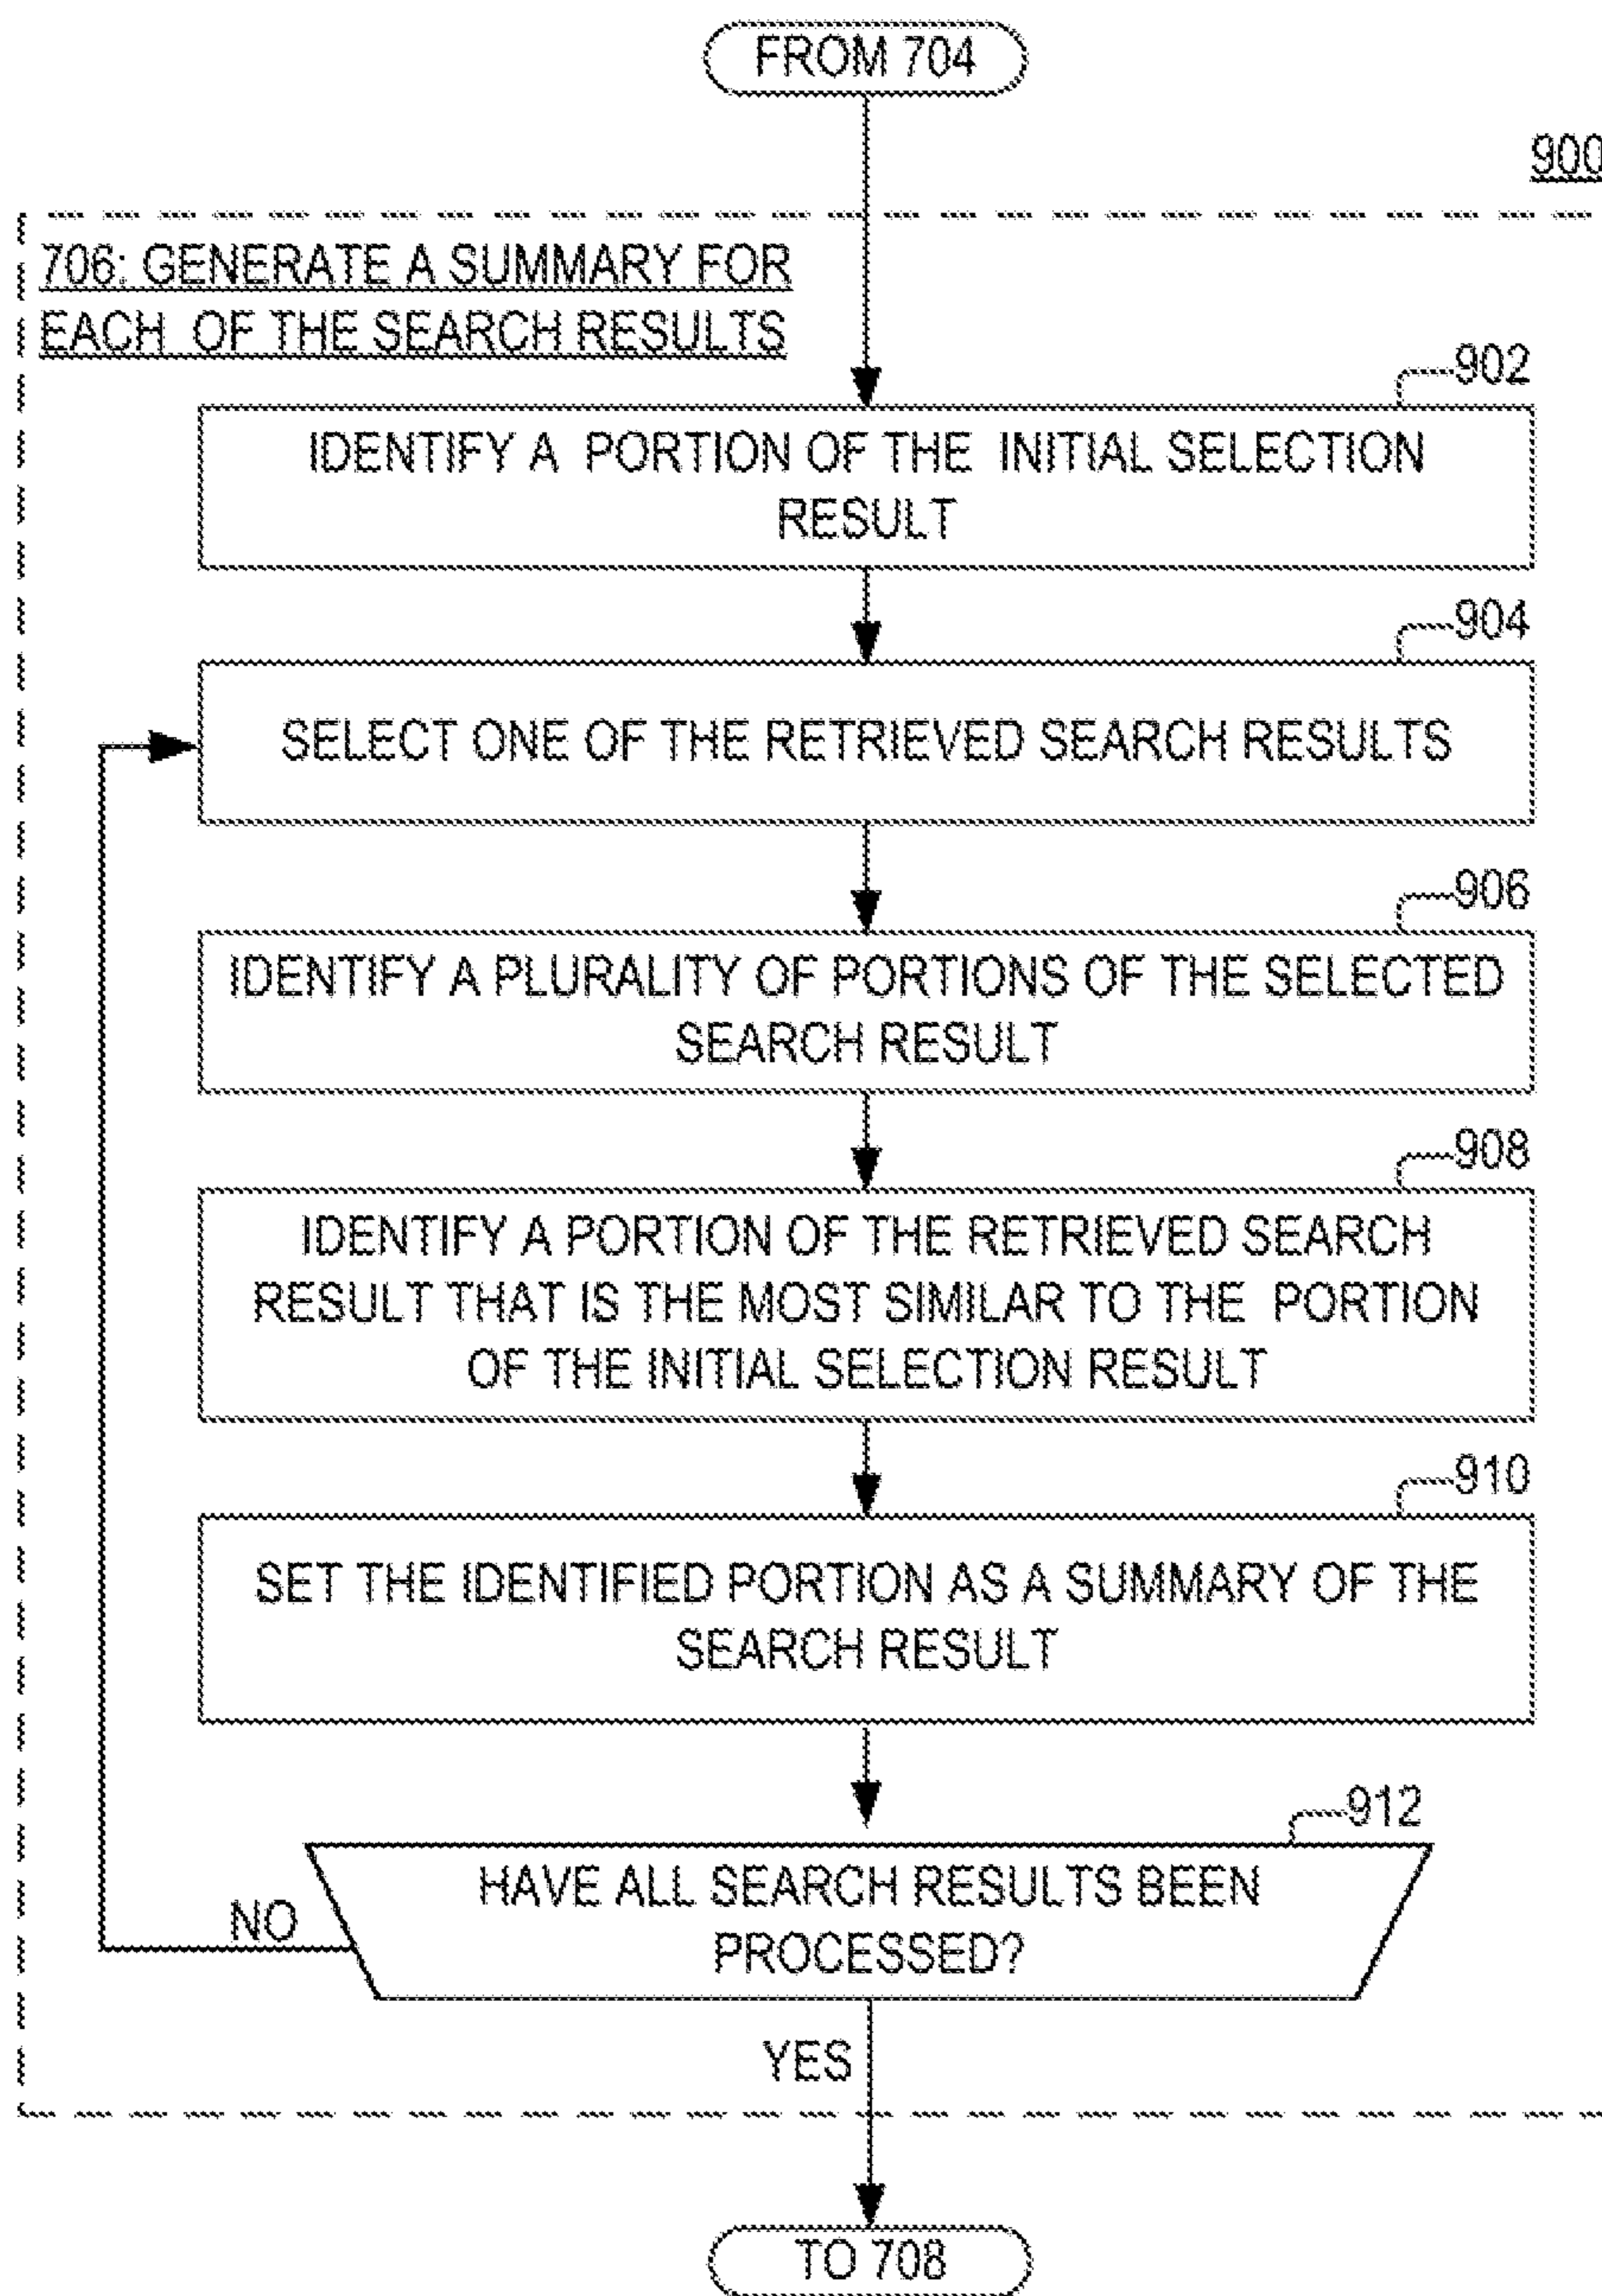 FROM 704
900
706: GENERATE A SUMMARY FOR
EACH OF THE SEARCH RESULTS
902
IDENTIFY A PORTION OF THE INITIAL SELECTION
RESULT
904
SELECT ONE OF THE RETRIEVED SEARCH RESULTS
906
IDENTIFY A PLURALITY OF PORTIONS OF THE SELECTED
SEARCH RESULT
908
IDENTIFY A PORTION OF THE RETRIEVED SEARCH
RESULT THAT IS THE MOST SIMILAR TO THE PORTION
OF THE INITIAL SELECTION RESULT
910
SET THE IDENTIFIED PORTION AS A SUMMARY OF THE
SEARCH RESULT
912
HAVE ALL SEARCH RESULTS BEEN
PROCESSED?
NO
YES
TO 708